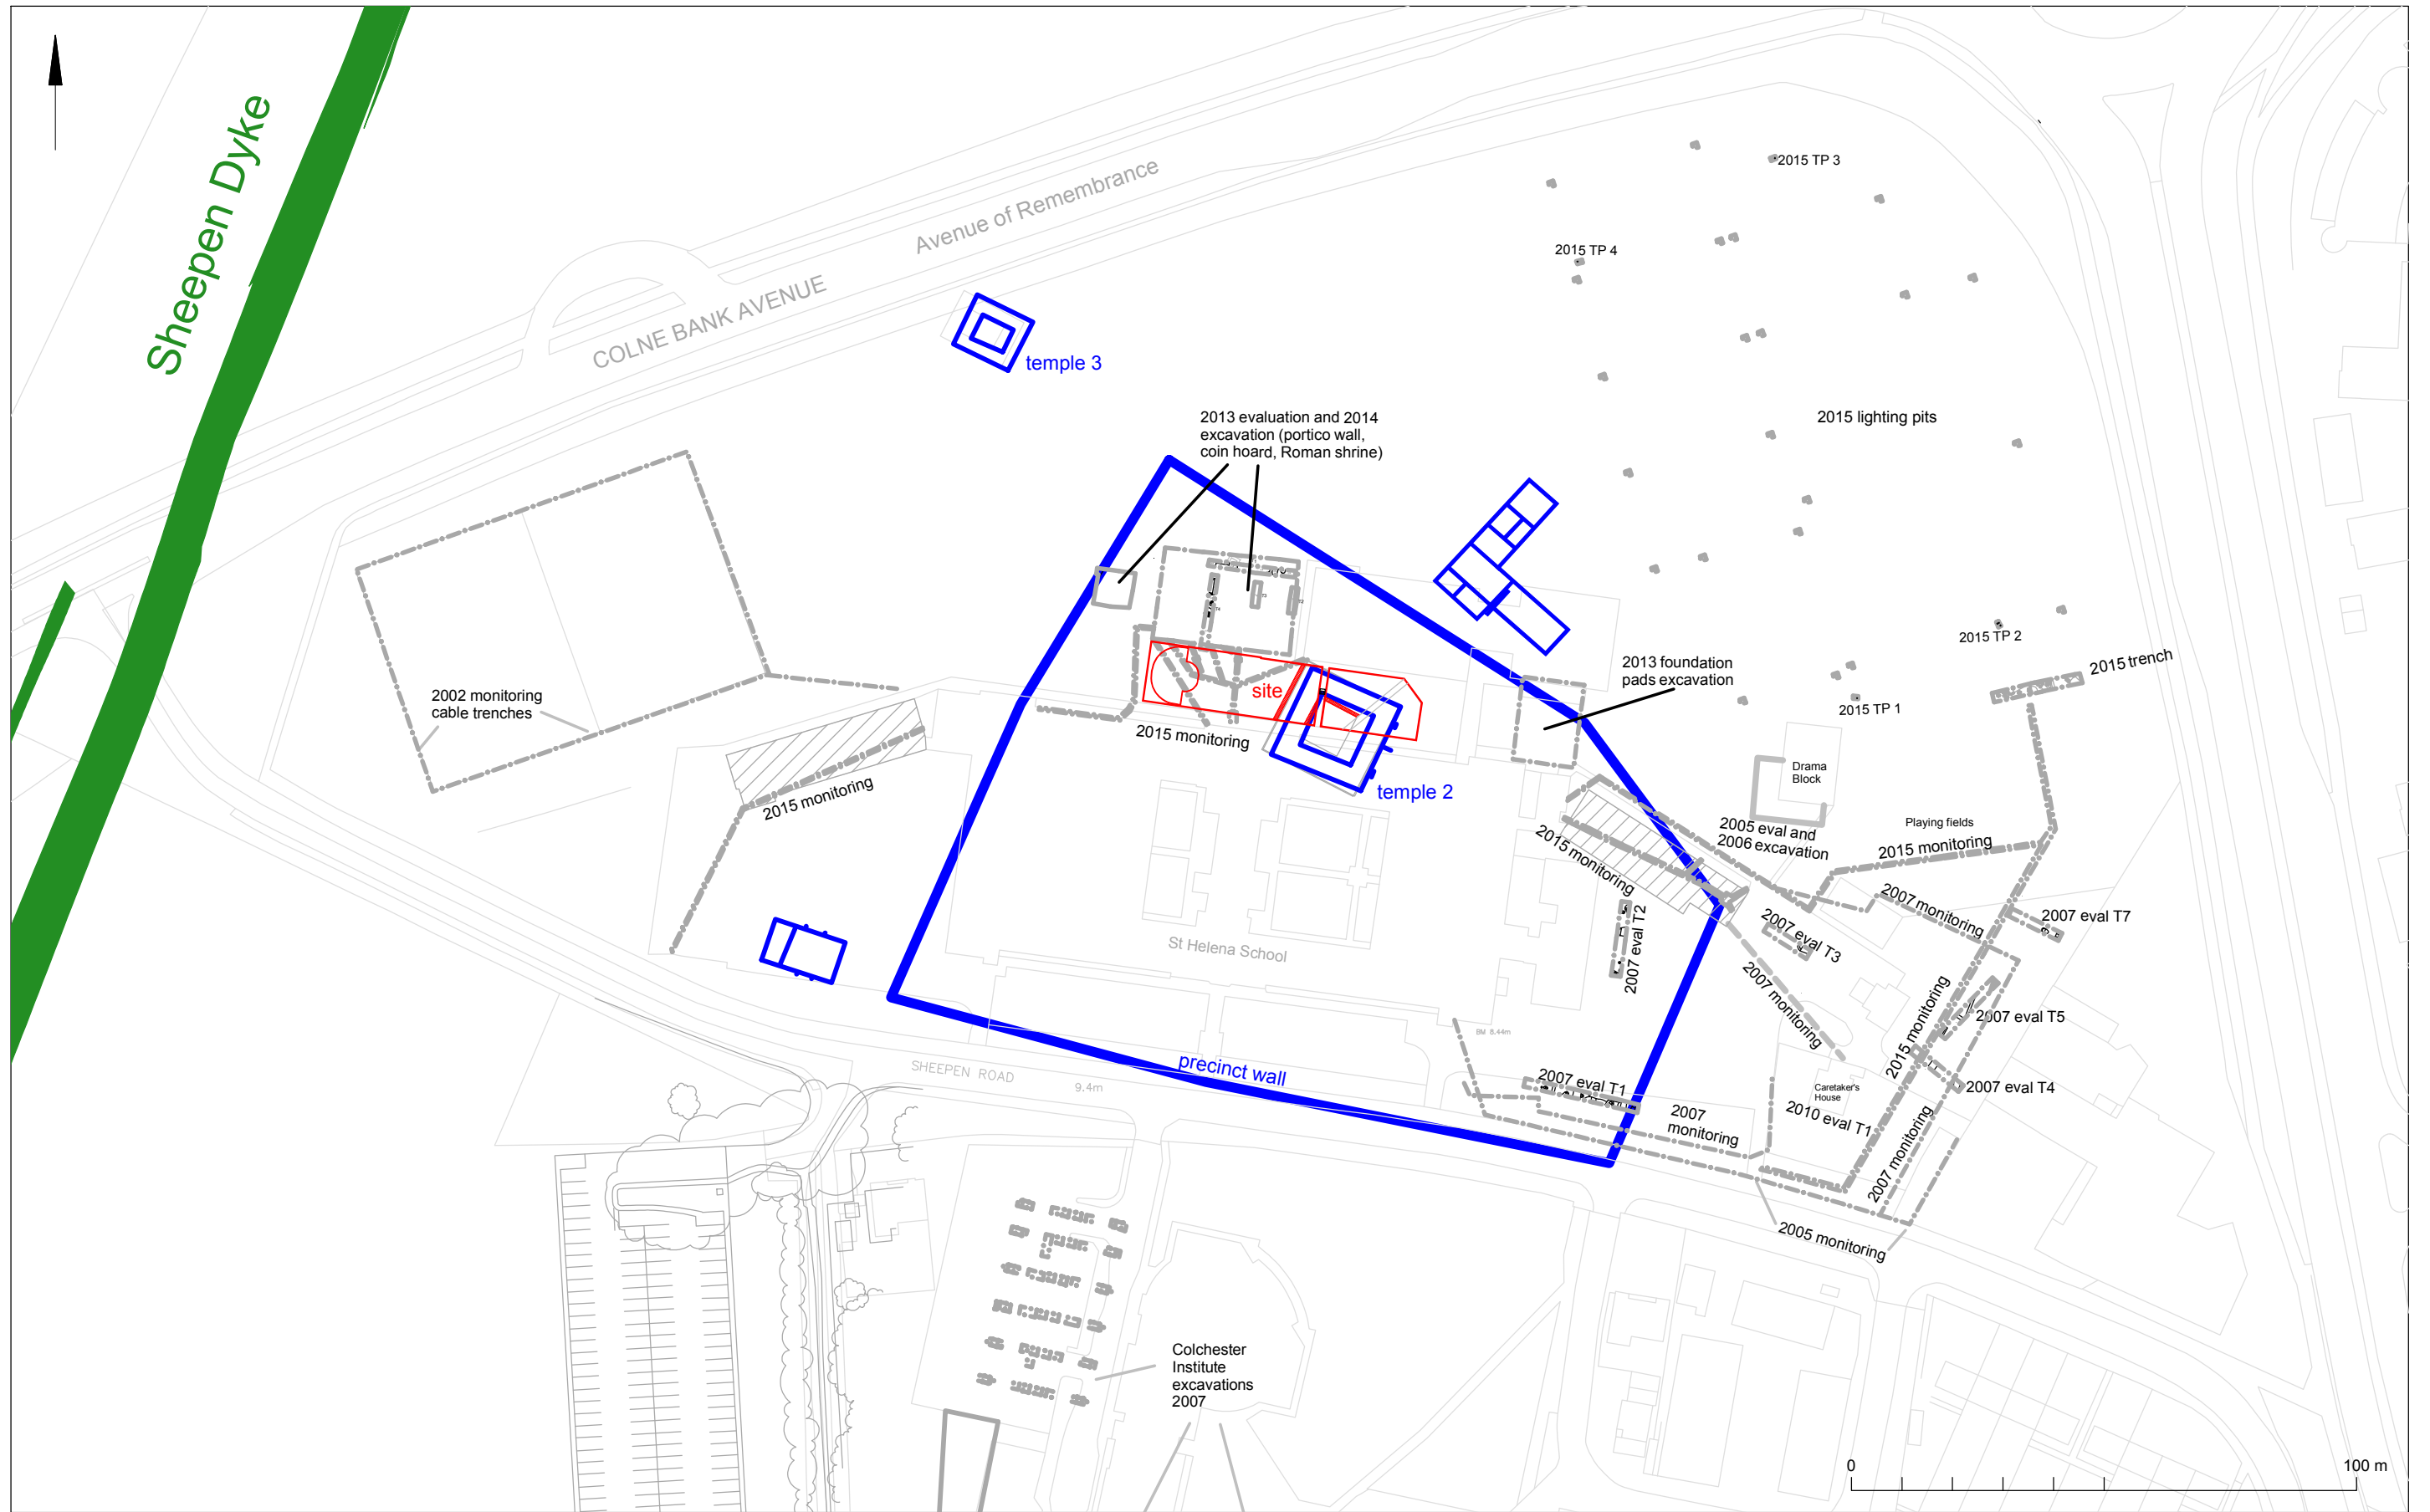 Sheepen Dyke
Avenue of Remembrance
COLNE BANK AVENUE
2015 TP 3
2015 TP 4
temple 3
2013 evaluation and 2014
excavation (portico wall,
coin hoard, Roman shrine)
2015 lighting pits
2015 TP 2
2015 trench
2013 foundation
pads excavation
2002 monitoring
cable trenches
site
2015 TP 1
2015 monitoring
2015 monitoring
temple 2
Drama
Block
Playing fields
2005 eval and
2006 excavation
2015 monitoring
2015 monitoring
2007 monitoring
2007 eval T7
2007 eval T3
2007 eval T2
St Helena School
2007 monitoring
2015 monitoring
2007 eval T5
BM 8.44m
precinct wall
SHEEPEN ROAD
9.4m
2007 eval T1
2007 eval T4
Caretaker's
House
2010 eval T1
2007
monitoring
2007 monitoring
2005 monitoring
Colchester
Institute
excavations
2007
0
100 m